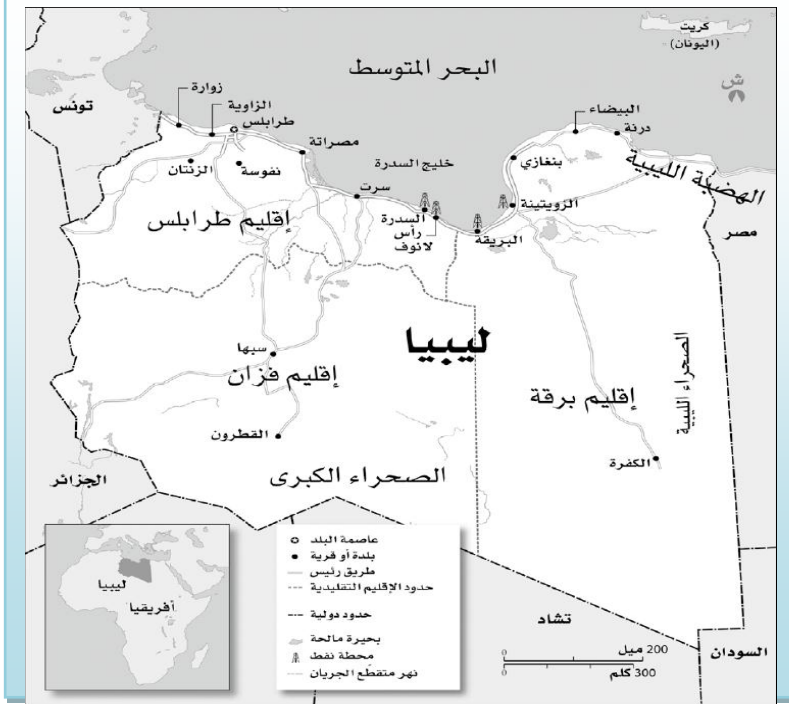 كريت
(اليونان)
البحر المتوسط
ش
تونس
زوارة
الزاوية
طرابلس
البيضاء
درنة
مصراتة
خليج السدرة
بنغازي
الهضبة الليبية
الزنتان
نفوسة
سرت
الزويتينة
مصر
إقليم طرابلس
السدرة
رأس
لانوف
البريقة
ليبيا
سبها
إقليم فزان
إقليم برقة
الصحراء الليبية
القطرون
الكفرة
الجزائر
الصحراء الكبرى
عاصمة البلد
بلدة أو قرية
طريق رئيس
حدود الإقليم التقليدية
حدود دولية
بحيرة مالحة
محطة نفط
نهر متقطّع الجريان
ليبيا
أفريقيا
تشاد
السودان
0 200 ميل
0 300 كلم